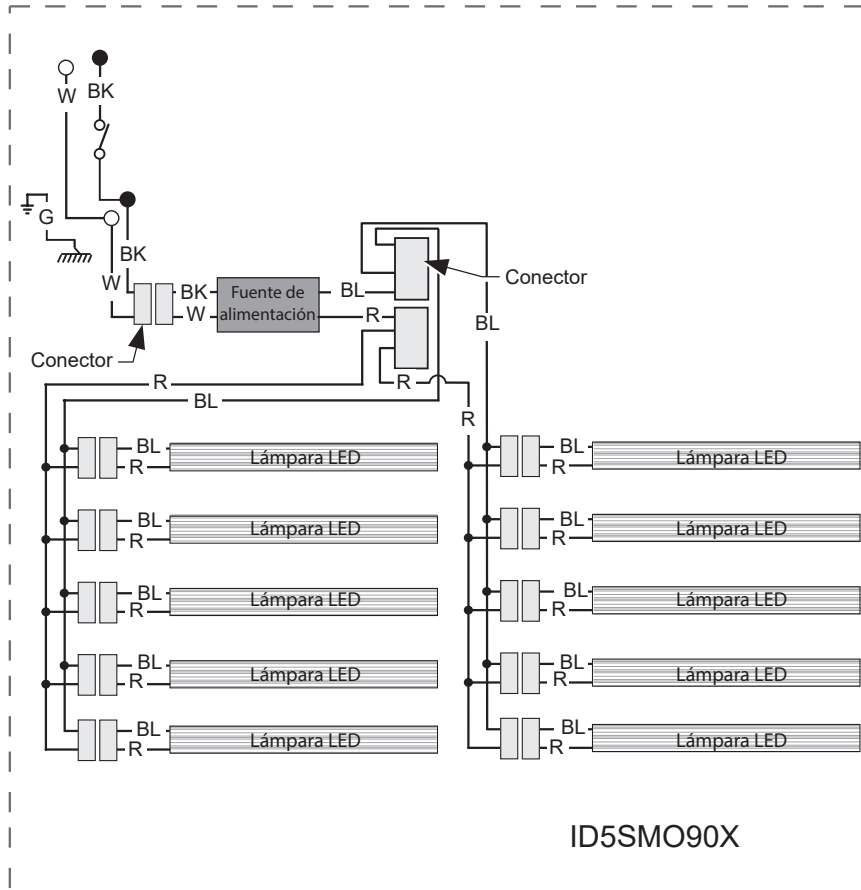 W
BK
G
BK
W
BK
W
Fuente de
alimentación
BL
R
Conector
BL
Conector
R
BL
R
R
BL
R
Lámpara LED
BL
R
Lámpara LED
BL
R
Lámpara LED
BL
R
Lámpara LED
BL
R
Lámpara LED
BL
R
Lámpara LED
BL
R
Lámpara LED
BL
R
Lámpara LED
BL
R
Lámpara LED
BL
R
Lámpara LED
ID5SMO90X